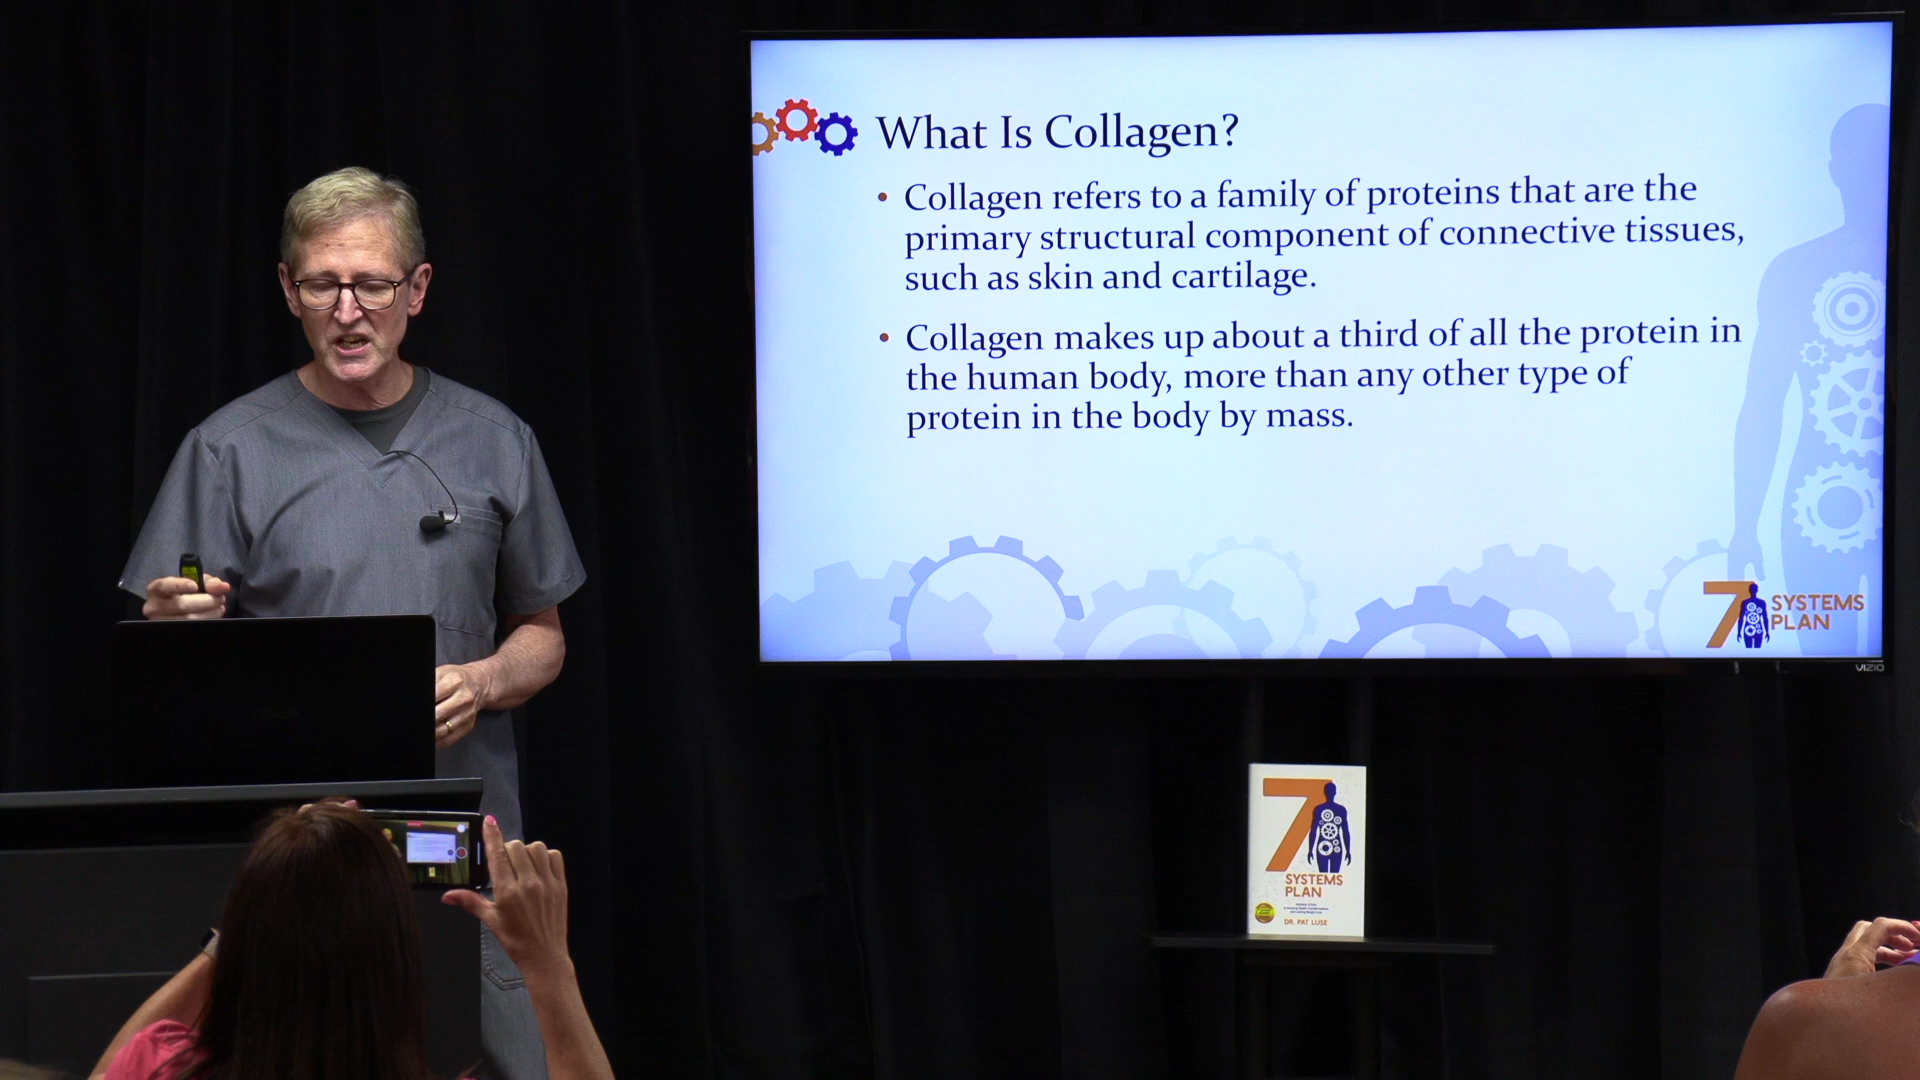 What Is Collagen?
• Collagen refers to a family of proteins that are the
primary structural component of connective tissues,
such as skin and cartilage.
• Collagen makes up about a third of all the protein in
the human body, more than any other type of
protein in the body by mass.
7 SYSTEMS
PLAN
VIZIO
7
SYSTEMS
PLAN
DR. PAT LUSE